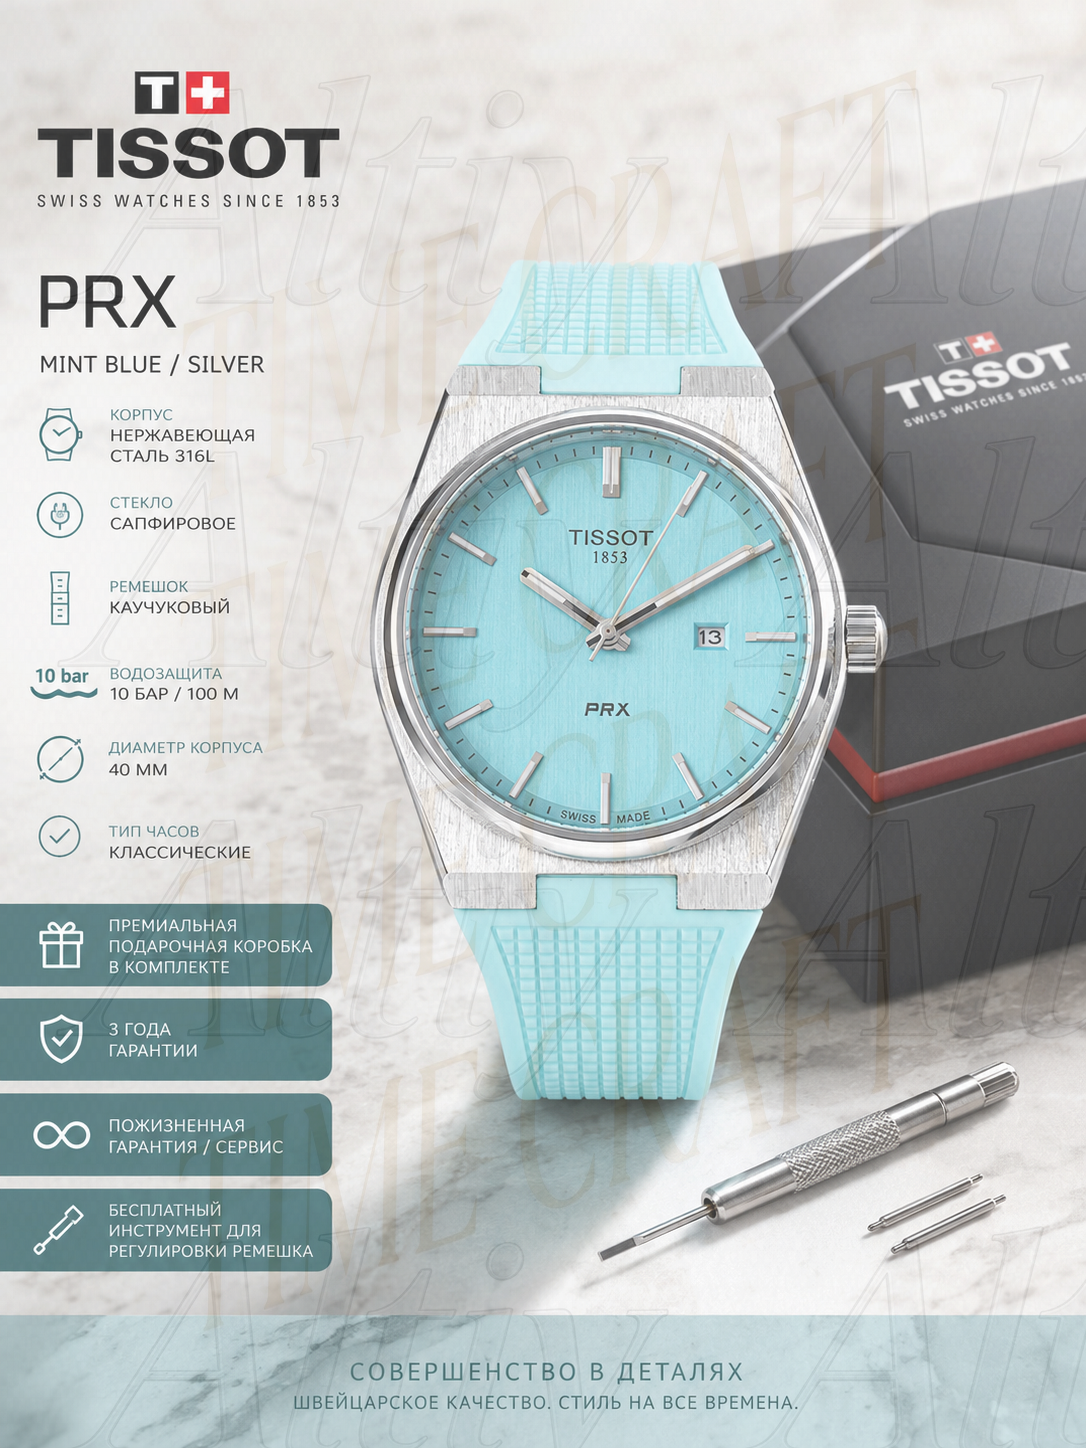 T+
TISSOT
SWISS WATCHES SINCE 1853
PRX
MINT BLUE / SILVER
КОРПУС
НЕРЖАВЕЮЩАЯ
СТАЛЬ 316L
СТЕКЛО
САПФИРОВОЕ
РЕМЕШОК
КАУЧУКОВЫЙ
10 bar
ВОДОЗАЩИТА
10 БАР / 100 М
ДИАМЕТР КОРПУСА
40 ММ
ТИП ЧАСОВ
КЛАССИЧЕСКИЕ
ПРЕМИАЛЬНАЯ
ПОДАРОЧНАЯ КОРОБКА
В КОМПЛЕКТЕ
3 ГОДА
ГАРАНТИИ
ПОЖИЗНЕННАЯ
ГАРАНТИЯ / СЕРВИС
БЕСПЛАТНЫЙ
ИНСТРУМЕНТ ДЛЯ
РЕГУЛИРОВКИ РЕМЕШКА
TISSOT
1853
13
PRX
SWISS MADE
T+
TISSOT
SWISS WATCHES SINCE 1853
СОВЕРШЕНСТВО В ДЕТАЛЯХ
ШВЕЙЦАРСКОЕ КАЧЕСТВО. СТИЛЬ НА ВСЕ ВРЕМЕНА.
Altiv
TIMECRAFT